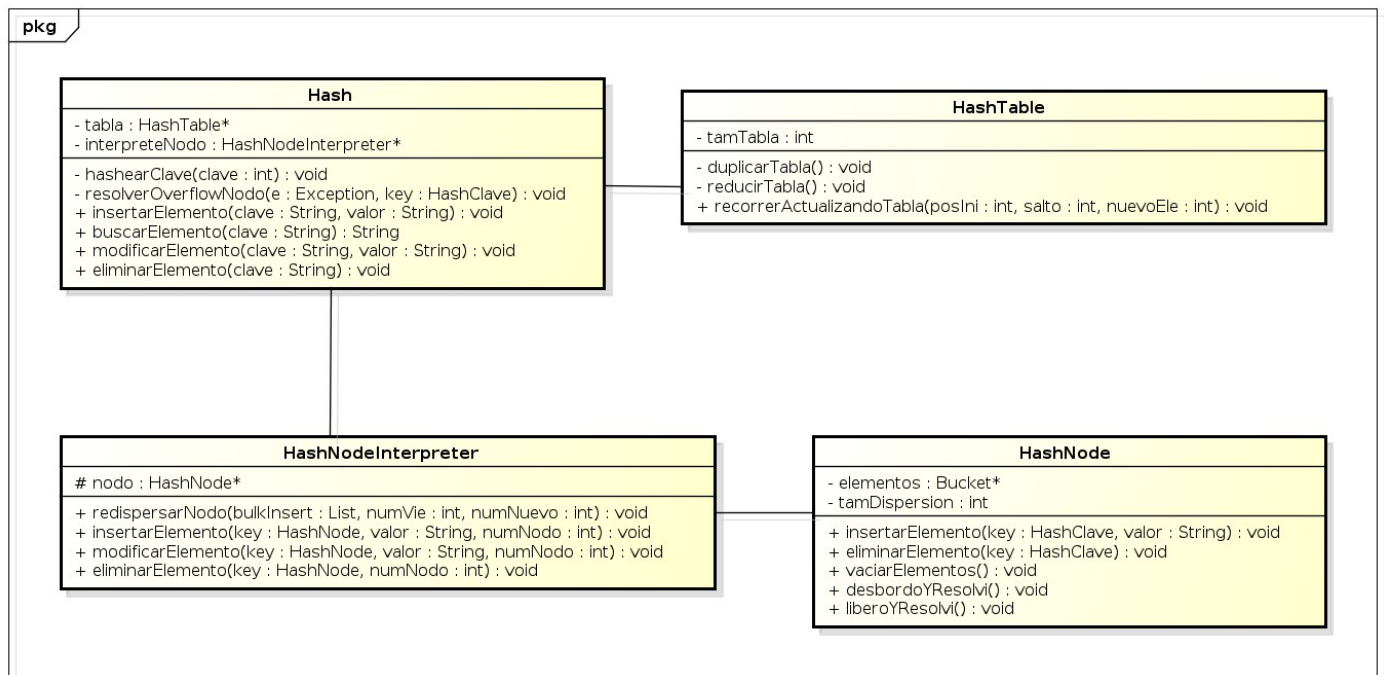 pkg
Hash
- tabla : HashTable*
- interpreteNodo : HashNodeInterpreter*
- hashearClave(clave : int) : void
- resolverOverflowNodo(e : Exception, key : HashClave) : void
+ insertarElemento(clave : String, valor : String) : void
+ buscarElemento(clave : String) : String
+ modificarElemento(clave : String, valor : String) : void
+ eliminarElemento(clave : String) : void
HashTable
- tamTabla : int
- duplicarTabla() : void
- reducirTabla() : void
+ recorrerActualizandoTabla(posIni : int, salto : int, nuevoEle : int) : void
HashNodeInterpreter
# nodo : HashNode*
+ redispersarNodo(bulkInsert : List, numVie : int, numNuevo : int) : void
+ insertarElemento(key : HashNode, valor : String, numNodo : int) : void
+ modificarElemento(key : HashNode, valor : String, numNodo : int) : void
+ eliminarElemento(key : HashNode, numNodo : int) : void
HashNode
- elementos : Bucket*
- tamDispersion : int
+ insertarElemento(key : HashClave, valor : String) : void
+ eliminarElemento(key : HashClave) : void
+ vaciarElementos() : void
+ desbordoYResolvi() : void
+ liberoYResolvi() : void